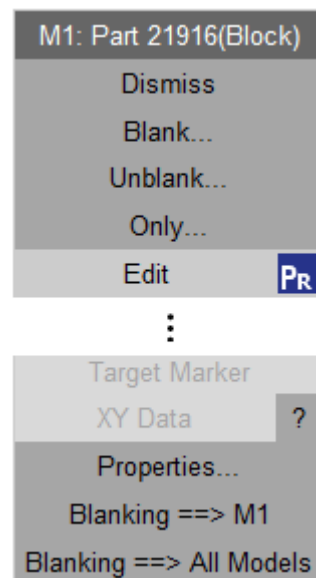 M1: Part 21916(Block)
Dismiss
Blank...
Unblank...
Only...
Edit PR
⋮
Target Marker
XY Data ?
Properties...
Blanking ==> M1
Blanking ==> All Models